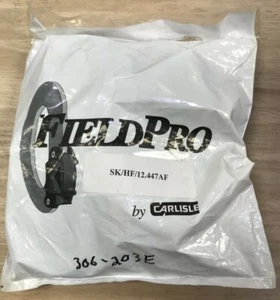 FIELDPRO
SK/HF/12.447AF
by CARLISLE
306-203E